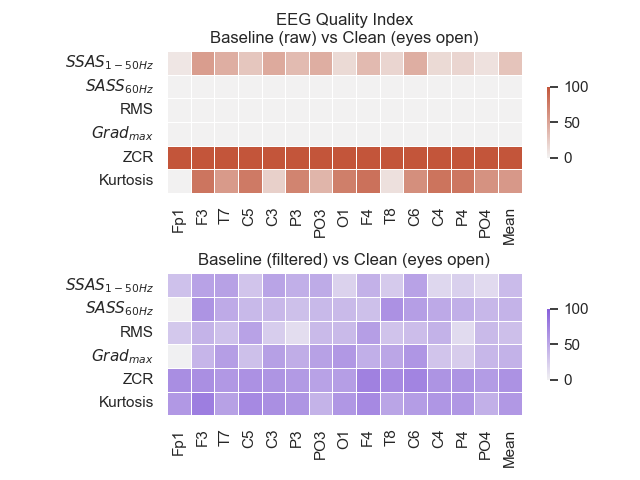 EEG Quality Index
Baseline (raw) vs Clean (eyes open)
SSAS1−50Hz
SASS60Hz
RMS
Gradmax
ZCR
Kurtosis
100
50
0
Fp1 F3 T7 C5 C3 P3 PO3 O1 F4 T8 C6 C4 P4 PO4 Mean
Baseline (filtered) vs Clean (eyes open)
SSAS1−50Hz
SASS60Hz
RMS
Gradmax
ZCR
Kurtosis
100
50
0
Fp1 F3 T7 C5 C3 P3 PO3 O1 F4 T8 C6 C4 P4 PO4 Mean